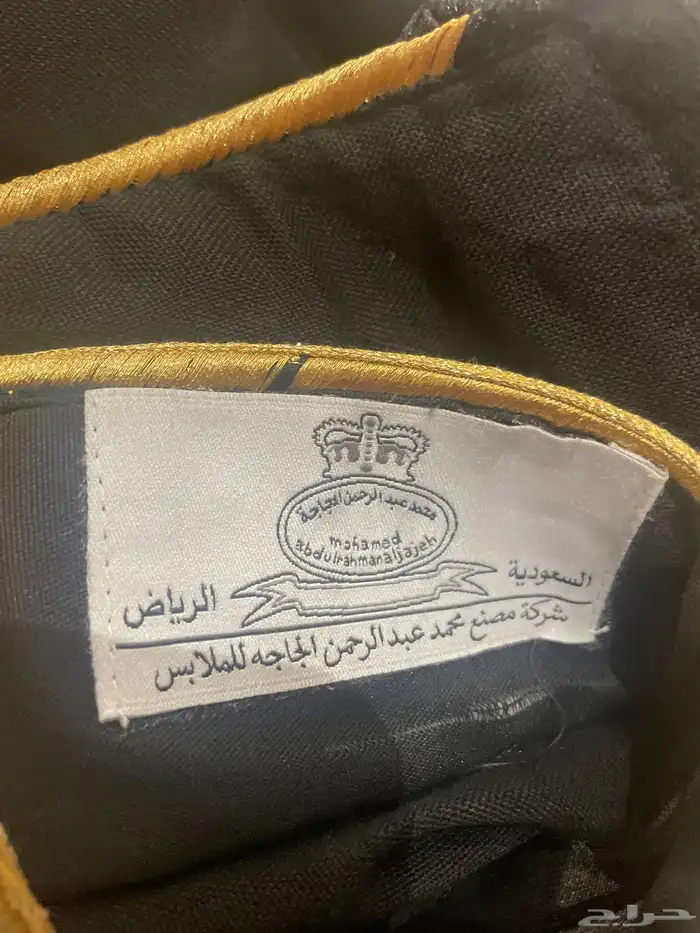 محمد عبد الرحمن الجاجة
mohamed
abdulrahmanaljajeh
السعودية
الرياض
شركة مصنع محمد عبد الرحمن الجاجه للملابس
حراج